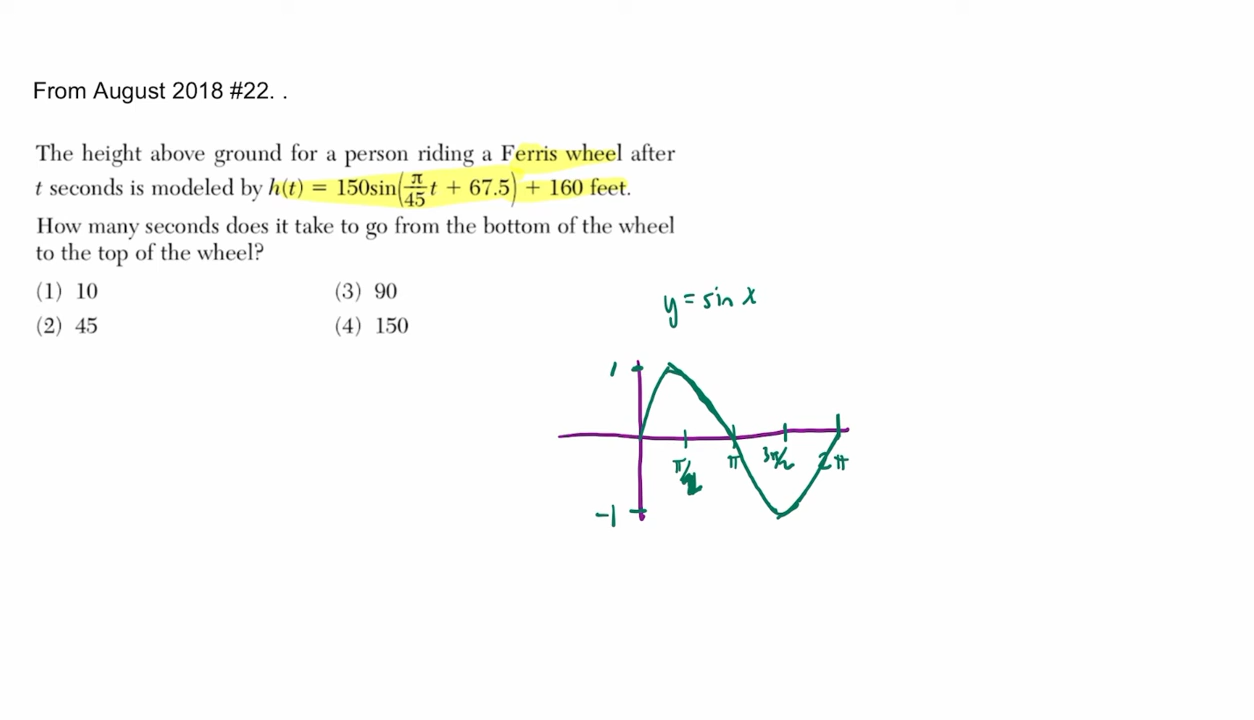 From August 2018 #22. .
The height above ground for a person riding a Ferris wheel after
t seconds is modeled by h(t) = 150sin(π/45 t + 67.5) + 160 feet.
How many seconds does it take to go from the bottom of the wheel
to the top of the wheel?
(1) 10 (3) 90
(2) 45 (4) 150
y = sin x
1
π/2 π 3π/2 2π
-1